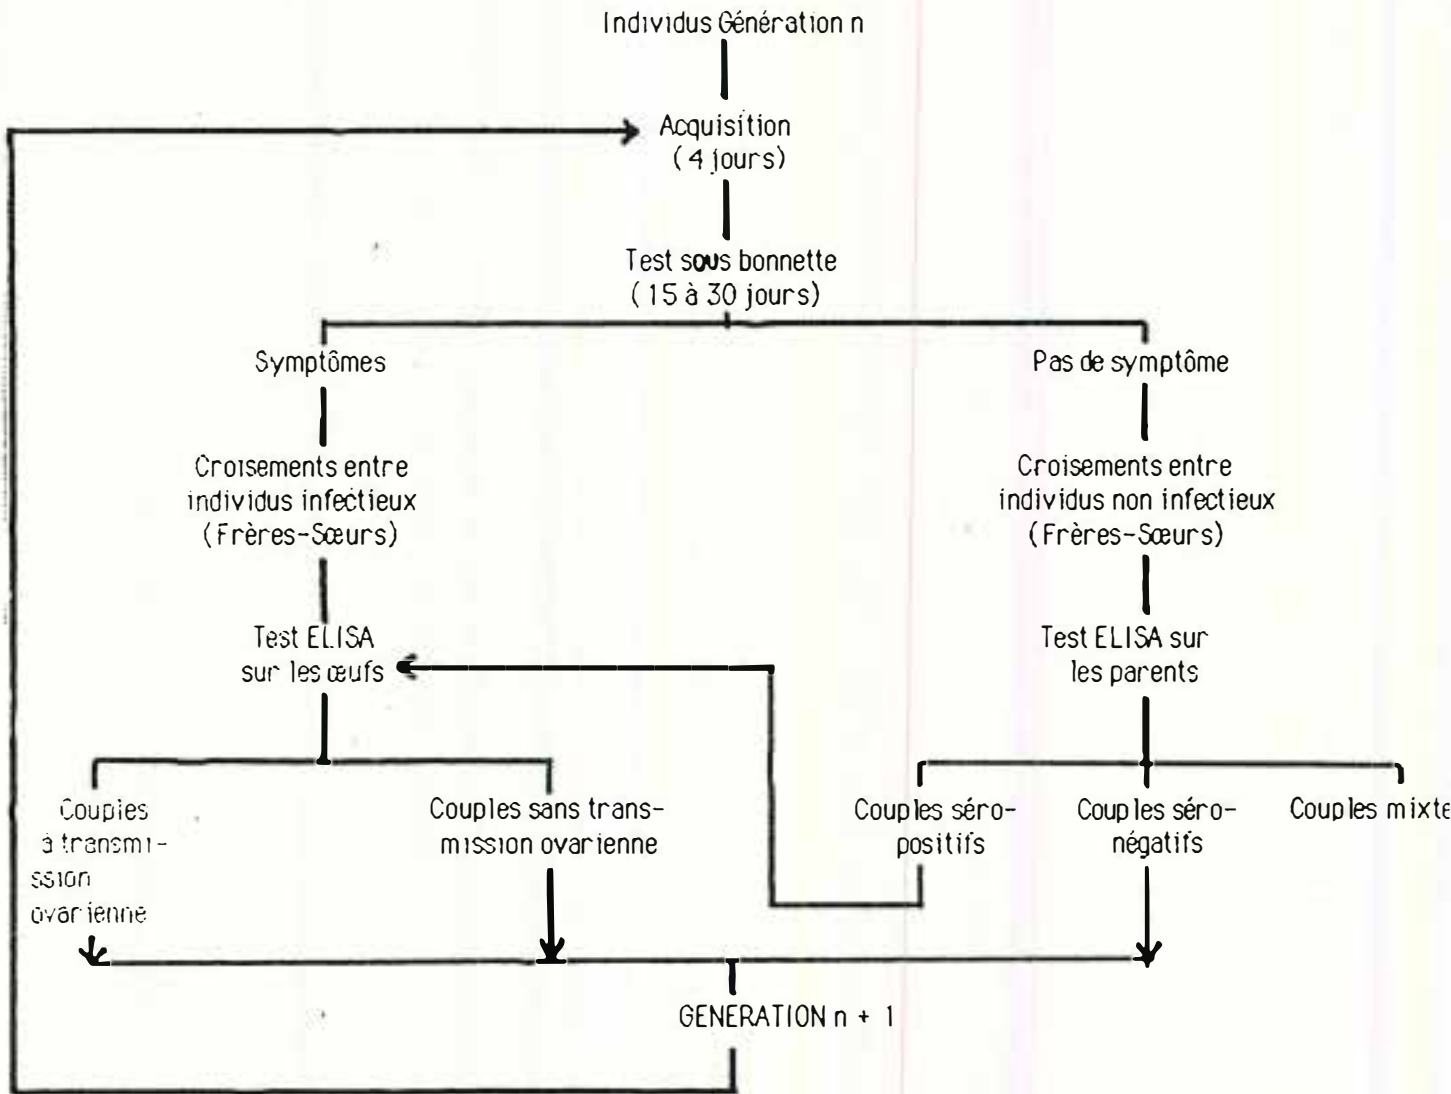 Individus Génération n
Acquisition
(4 jours)
Test sous bonnette
(15 à 30 jours)
Symptômes
Pas de symptôme
Croisements entre
individus infectieux
(Frères-Sœurs)
Croisements entre
individus non infectieux
(Frères-Sœurs)
Test ELISA
sur les œufs
Test ELISA sur
les parents
Couples
à transmi-
ssion
ovarienne
Couples sans trans-
mission ovarienne
Couples séro-
positifs
Couples séro-
négatifs
Couples mixte
GENERATION n + 1